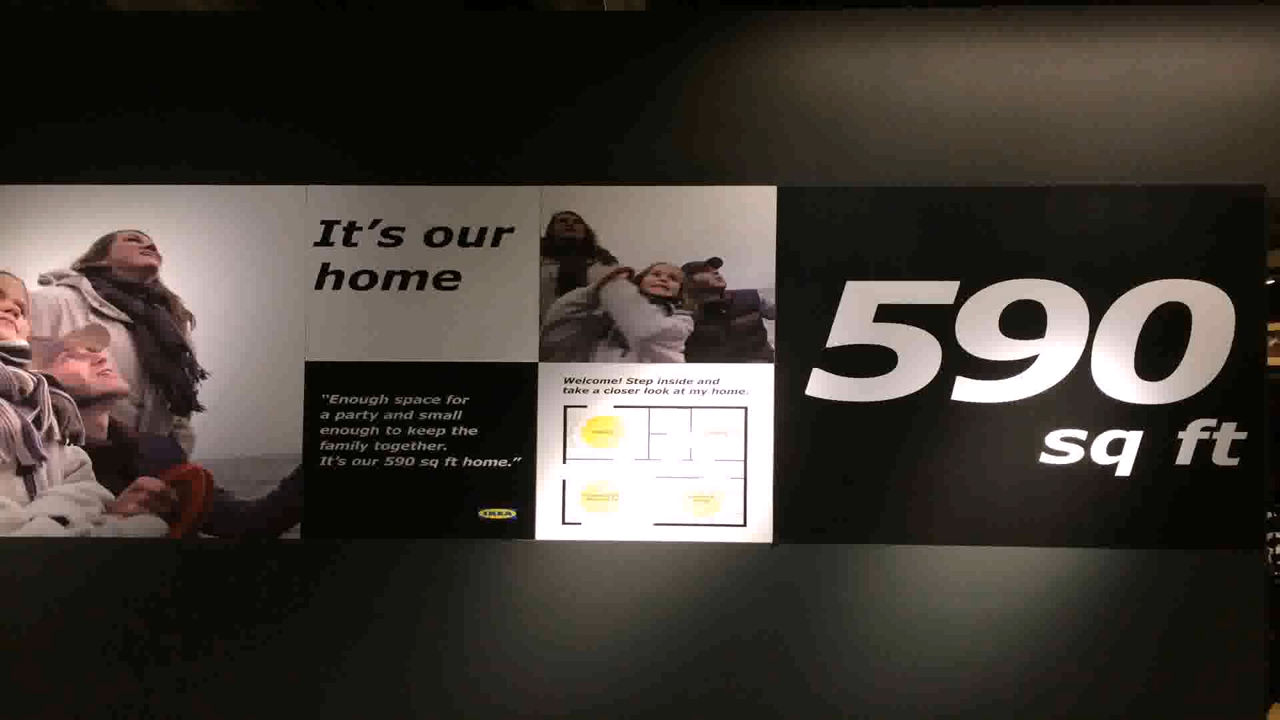 It's our
home
"Enough space for
a party and small
enough to keep the
family together.
It's our 590 sq ft home."
IKEA
Welcome! Step inside and
take a closer look at my home.
590
sq ft